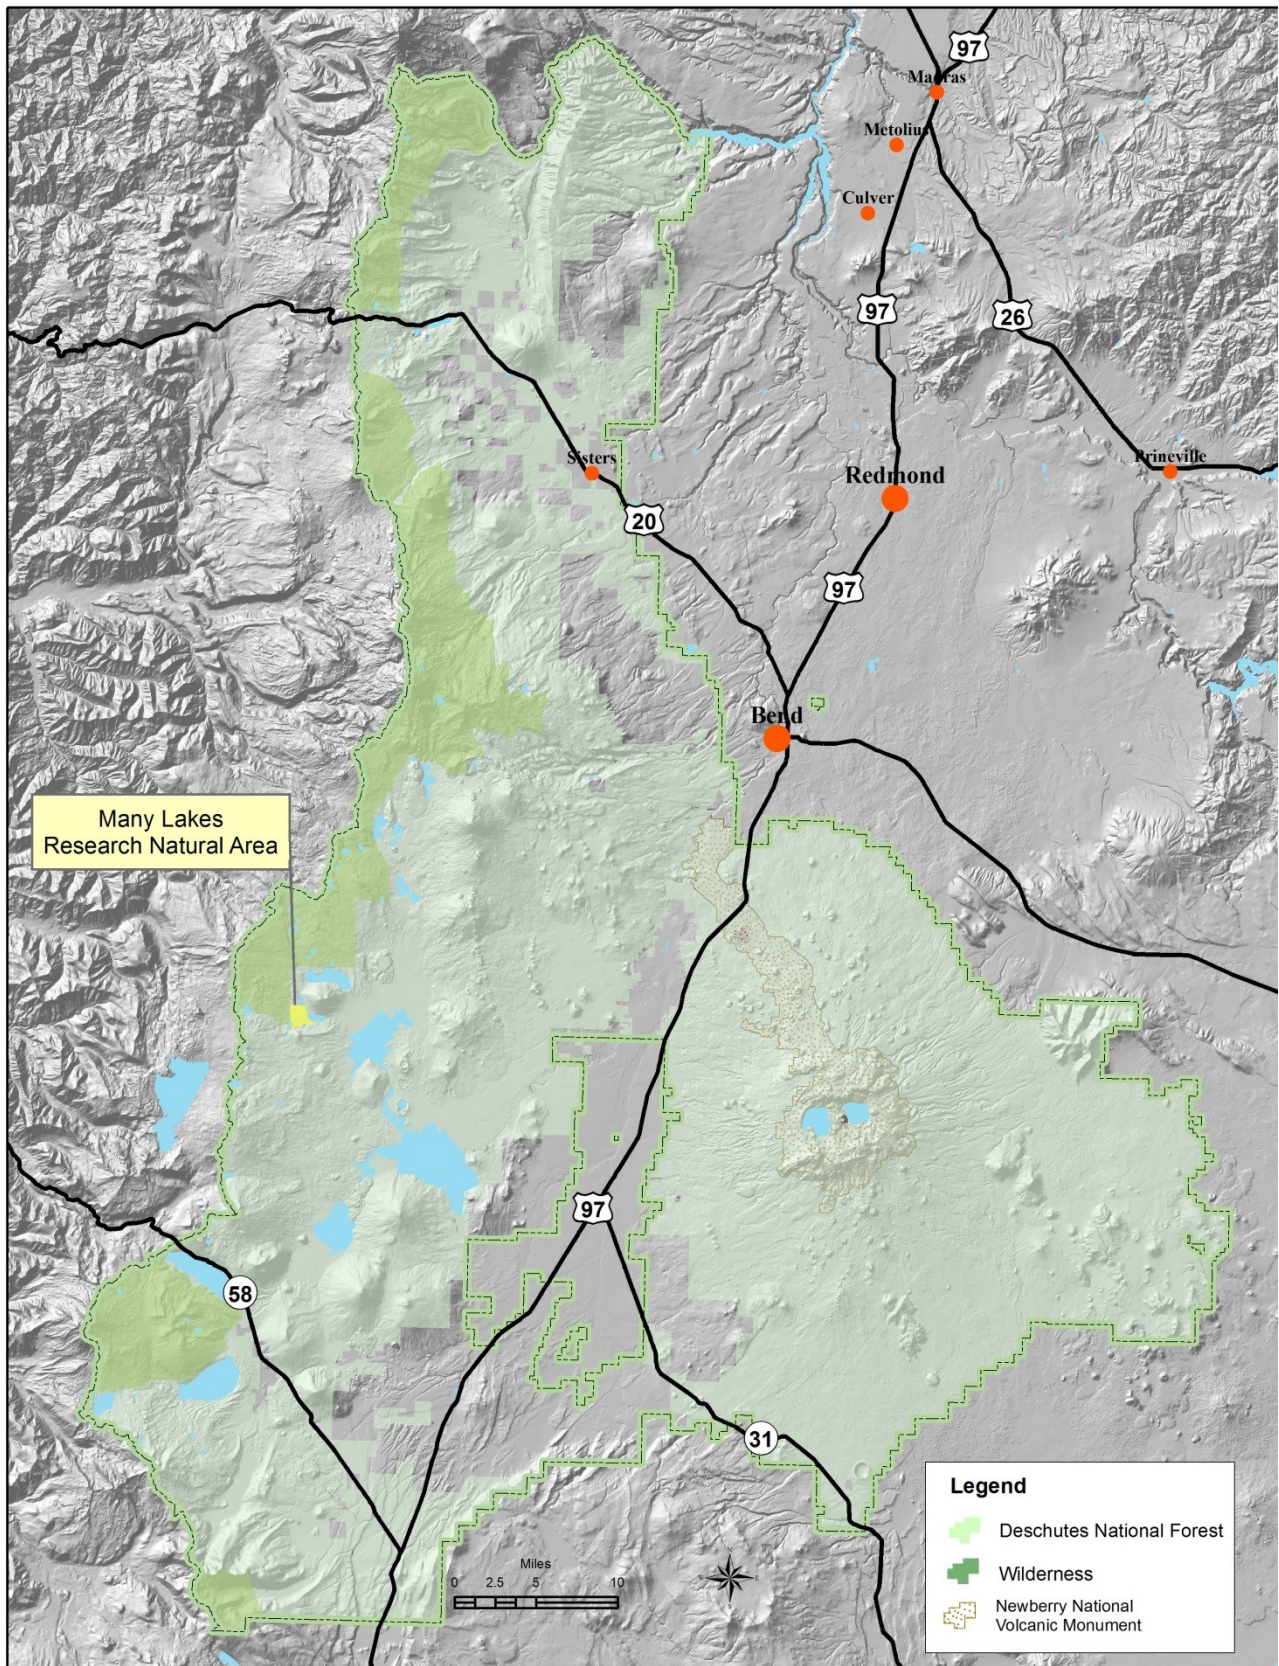 97
Madras
Metolius
Culver
97
26
Sisters
Prineville
Redmond
20
97
Bend
Many Lakes
Research Natural Area
97
58
31
Legend
Deschutes National Forest
Wilderness
Newberry National
Volcanic Monument
Miles
0 2.5 5 10
N
W E
S